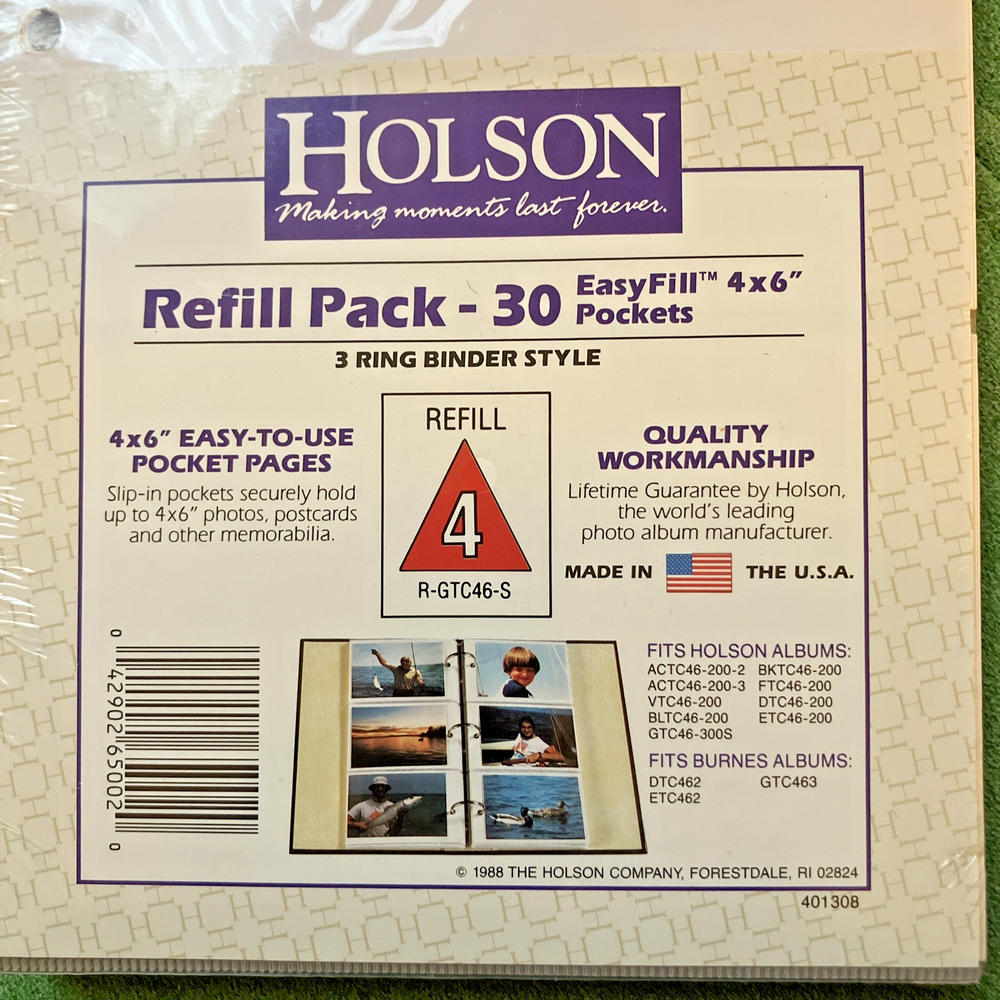 HOLSON
Making moments last forever.
Refill Pack - 30 EasyFill™ 4x6" Pockets
3 RING BINDER STYLE
4x6" EASY-TO-USE
POCKET PAGES
Slip-in pockets securely hold
up to 4x6" photos, postcards
and other memorabilia.
REFILL
4
R-GTC46-S
QUALITY
WORKMANSHIP
Lifetime Guarantee by Holson,
the world's leading
photo album manufacturer.
MADE IN THE U.S.A.
0 42902 65002 0
FITS HOLSON ALBUMS:
ACTC46-200-2 BKTC46-200
ACTC46-200-3 FTC46-200
VTC46-200 DTC46-200
BLTC46-200 ETC46-200
GTC46-300S
FITS BURNES ALBUMS:
DTC462 GTC463
ETC462
© 1988 THE HOLSON COMPANY, FORESTDALE, RI 02824
401308